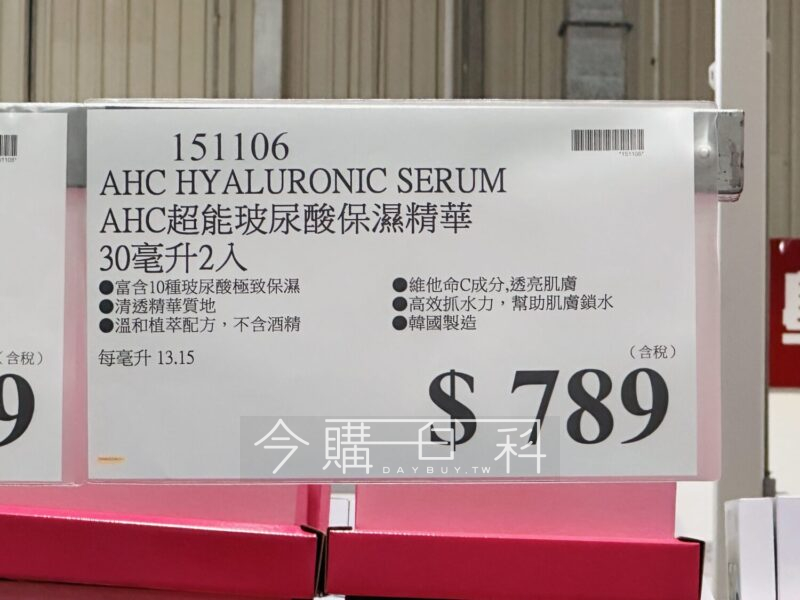 151106
*151106*
AHC HYALURONIC SERUM
AHC超能玻尿酸保濕精華
30毫升2入
●富含10種玻尿酸極致保濕
●清透精華質地
●溫和植萃配方，不含酒精
●維他命C成分,透亮肌膚
●高效抓水力，幫助肌膚鎖水
●韓國製造
每毫升 13.15
（含稅）
$ 789
（含稅）
9
今購百科
DAYBUY.TW